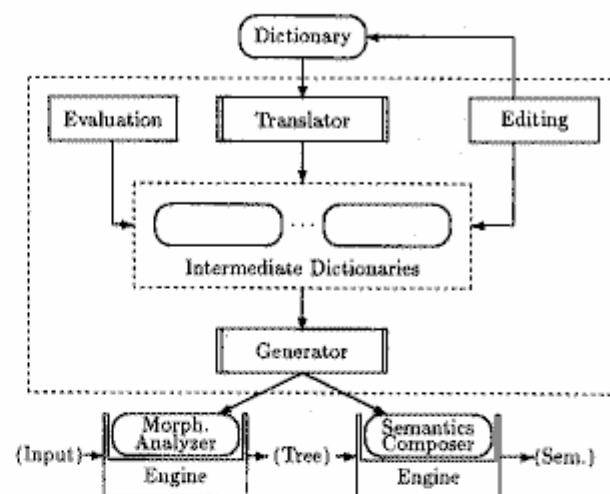 Dictionary
Evaluation
Translator
Editing
...
Intermediate Dictionaries
Generator
Morph.
Analyzer
Semantics
Composer
(Input)
(Tree)
(Sem.)
Engine
Engine